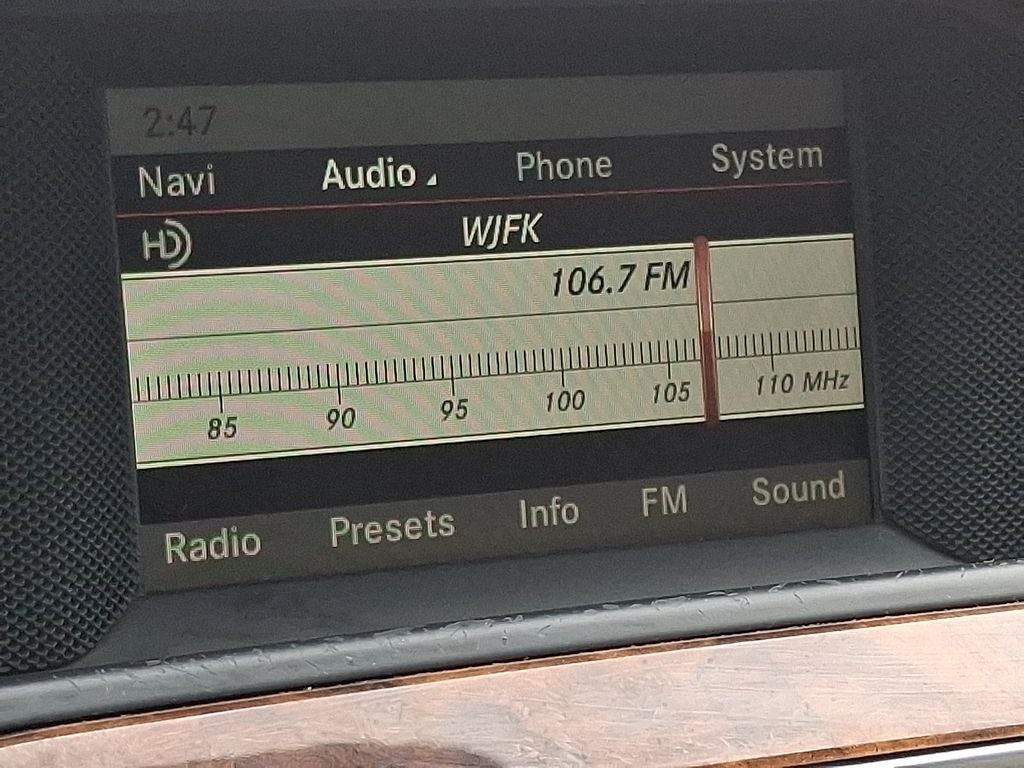 2:47
Navi Audio Phone System
HD WJFK
106.7 FM
85 90 95 100 105 110 MHz
Radio Presets Info FM Sound